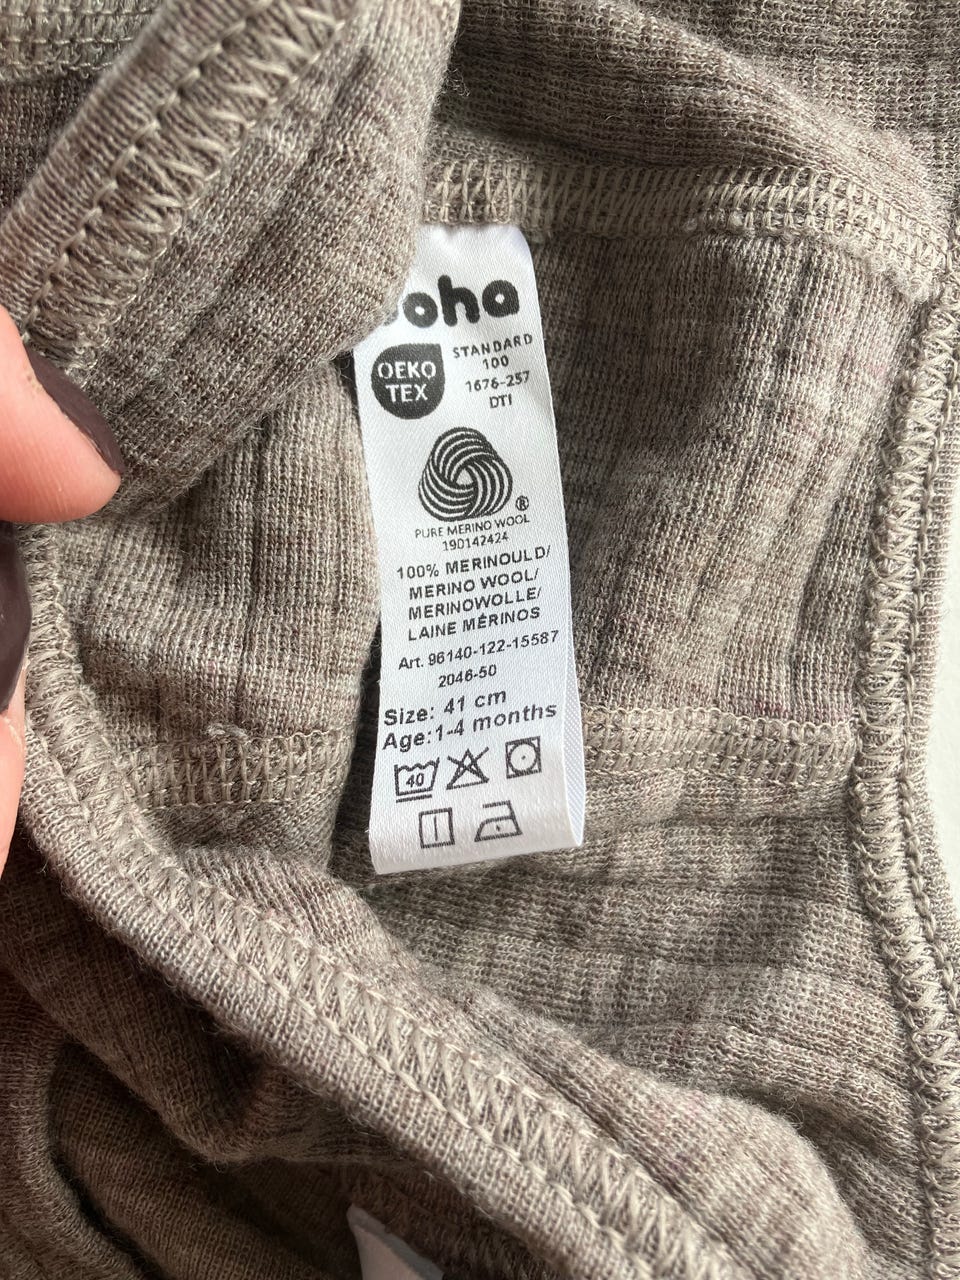 Joha
OEKO
TEX
STANDARD
100
1676-257
DTI
®
PURE MERINO WOOL
190142424
100% MERINOULD/
MERINO WOOL/
MERINOWOLLE/
LAINE MÉRINOS
Art. 96140-122-15587
2046-50
Size: 41 cm
Age:1-4 months
40